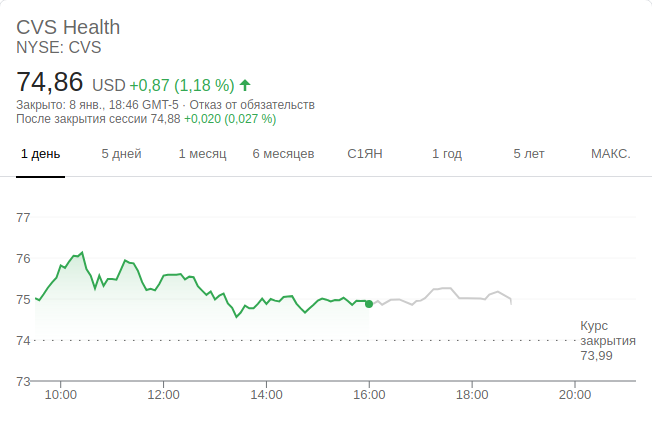 CVS Health
NYSE: CVS
74,86 USD +0,87 (1,18 %)
Закрыто: 8 янв., 18:46 GMT-5 · Отказ от обязательств
После закрытия сессии 74,88 +0,020 (0,027 %)
1 день 5 дней 1 месяц 6 месяцев С1ЯН 1 год 5 лет МАКС.
77
76
75
74
73
Курс
закрытия
73,99
10:00 12:00 14:00 16:00 18:00 20:00